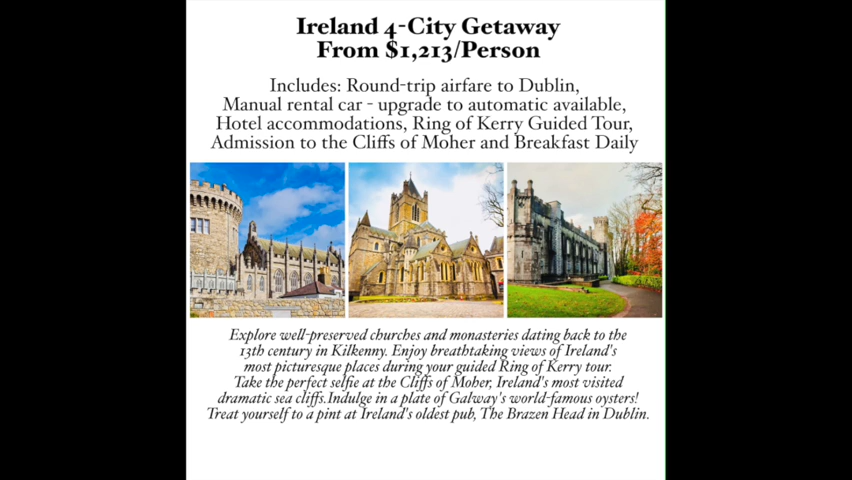 Ireland 4-City Getaway
From $1,213/Person
Includes: Round-trip airfare to Dublin,
Manual rental car - upgrade to automatic available,
Hotel accommodations, Ring of Kerry Guided Tour,
Admission to the Cliffs of Moher and Breakfast Daily
Explore well-preserved churches and monasteries dating back to the
13th century in Kilkenny. Enjoy breathtaking views of Ireland's
most picturesque places during your guided Ring of Kerry tour.
Take the perfect selfie at the Cliffs of Moher, Ireland's most visited
dramatic sea cliffs.Indulge in a plate of Galway's world-famous oysters!
Treat yourself to a pint at Ireland's oldest pub, The Brazen Head in Dublin.